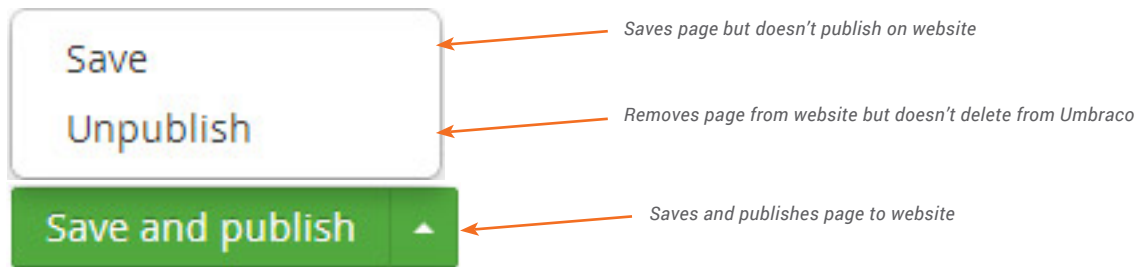 Saves page but doesn’t publish on website
Save
Removes page from website but doesn’t delete from Umbraco
Unpublish
Saves and publishes page to website
Save and publish